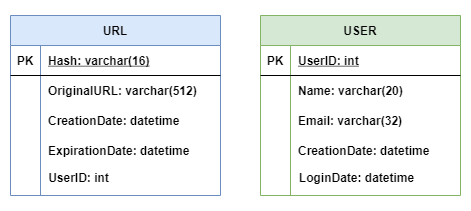 URL
PK Hash: varchar(16)
OriginalURL: varchar(512)
CreationDate: datetime
ExpirationDate: datetime
UserID: int
USER
PK UserID: int
Name: varchar(20)
Email: varchar(32)
CreationDate: datetime
LoginDate: datetime